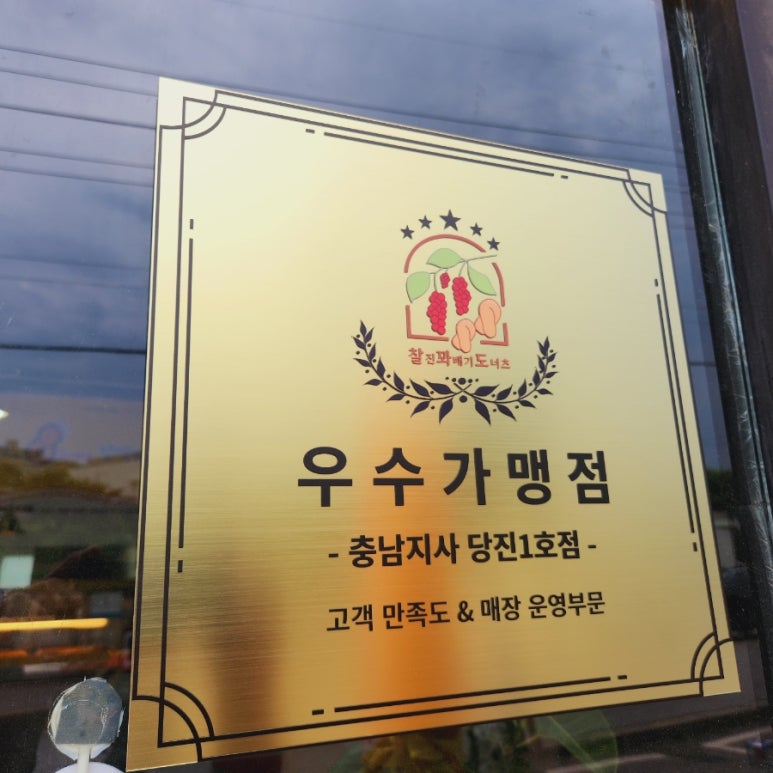 찰진꽈배기도너츠
우수가맹점
- 충남지사 당진1호점 -
고객 만족도 & 매장 운영부문